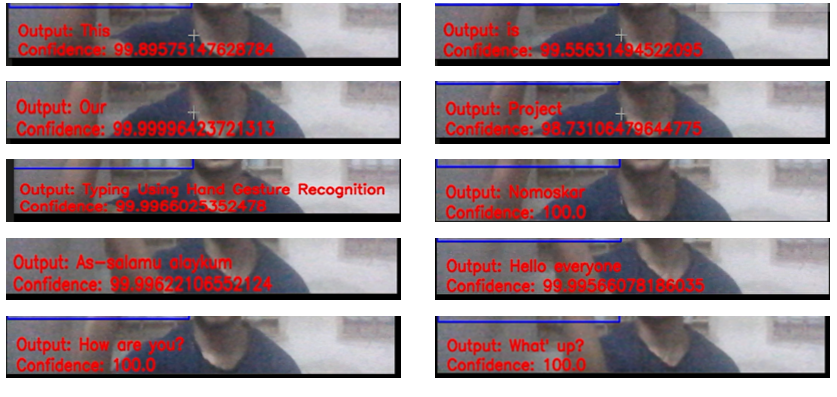 Output: This
Confidence: 99.89575147628784
Output: is
Confidence: 99.55631494522095
Output: Our
Confidence: 99.99996423721313
Output: Project
Confidence: 98.73106479644775
Output: Typing Using Hand Gesture Recognition
Confidence: 99.9966025352478
Output: Nomoskar
Confidence: 100.0
Output: As-salamu alaykum
Confidence: 99.99622106552124
Output: Hello everyone
Confidence: 99.99566078186035
Output: How are you?
Confidence: 100.0
Output: What' up?
Confidence: 100.0